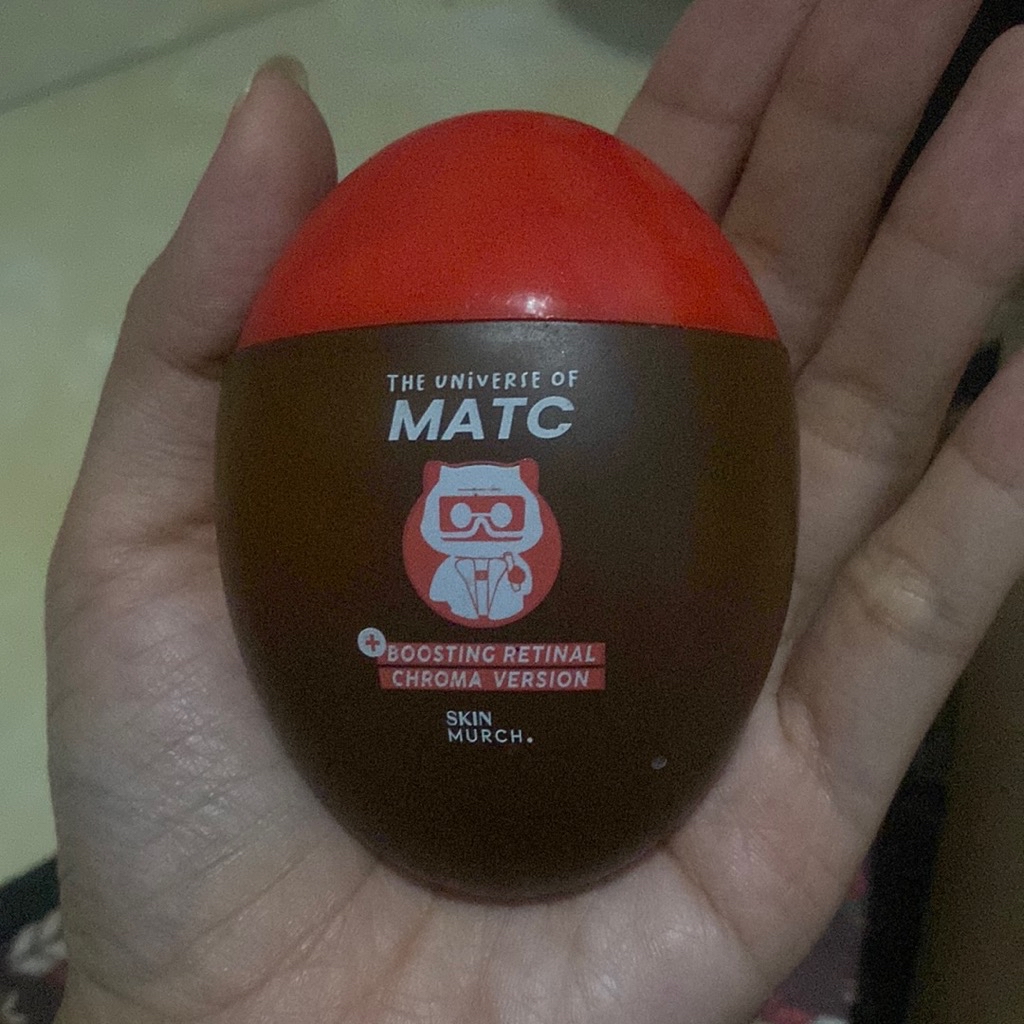 THE UNiVERSE OF
MATC
+
BOOSTING RETINAL
CHROMA VERSION
SKIN
MURCH.